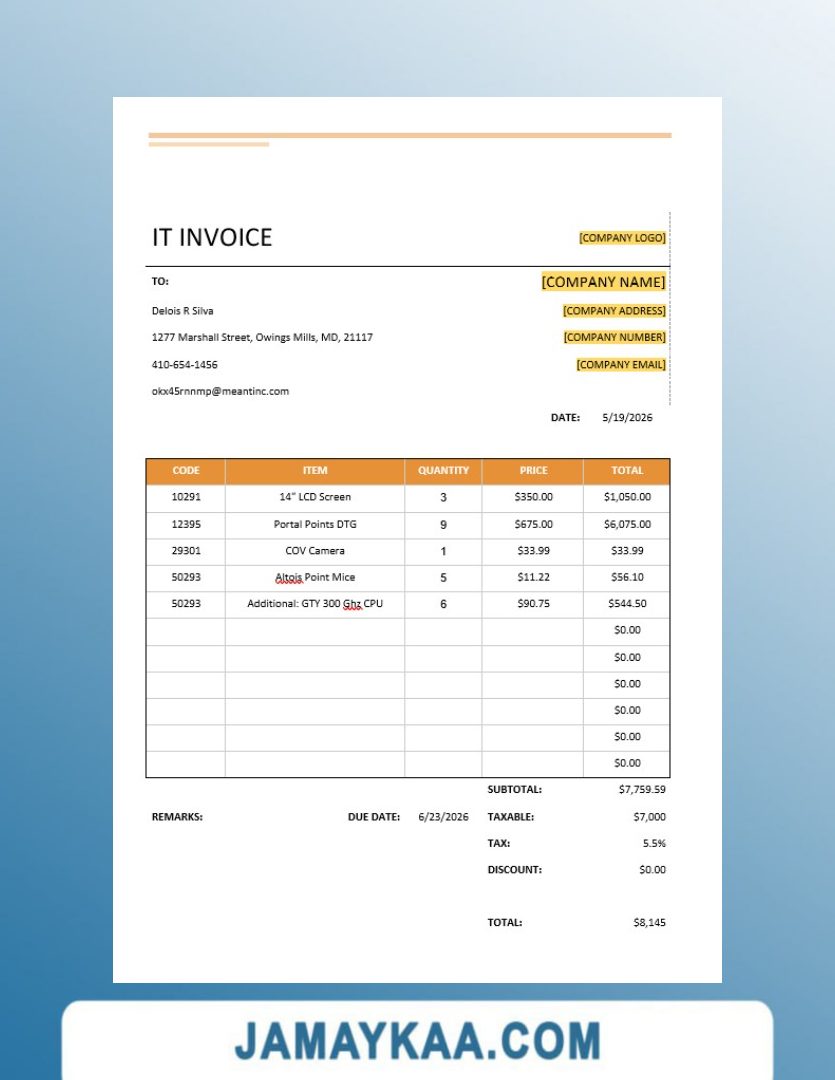 IT INVOICE [COMPANY LOGO]
TO: [COMPANY NAME]
Delois R Silva [COMPANY ADDRESS]
1277 Marshall Street, Owings Mills, MD, 21117 [COMPANY NUMBER]
410-654-1456 [COMPANY EMAIL]
okx45rnnmp@meantinc.com
DATE: 5/19/2026
CODE ITEM QUANTITY PRICE TOTAL
10291 14" LCD Screen 3 $350.00 $1,050.00
12395 Portal Points DTG 9 $675.00 $6,075.00
29301 COV Camera 1 $33.99 $33.99
50293 Altois Point Mice 5 $11.22 $56.10
50293 Additional: GTY 300 Ghz CPU 6 $90.75 $544.50
$0.00
$0.00
$0.00
$0.00
$0.00
$0.00
SUBTOTAL: $7,759.59
REMARKS: DUE DATE: 6/23/2026 TAXABLE: $7,000
TAX: 5.5%
DISCOUNT: $0.00
TOTAL: $8,145
JAMAYKAA.COM